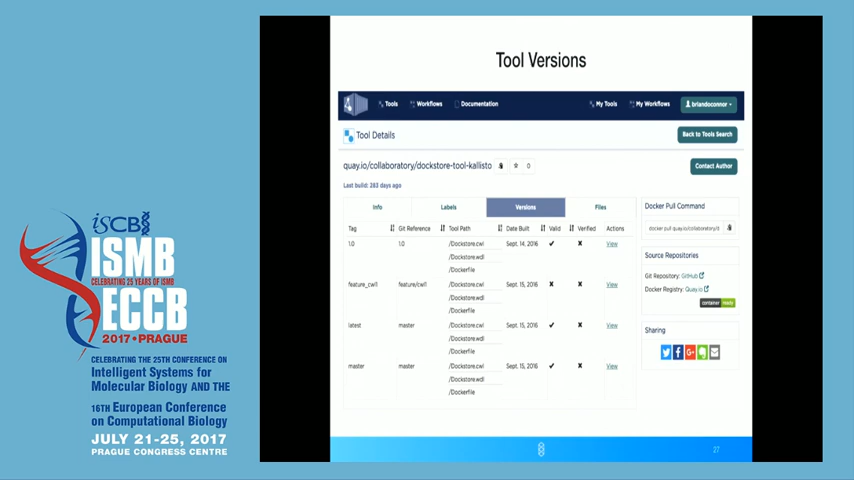 Tool Versions
Tools Workflows Documentation My Tools My Workflows briandoconnor
Tool Details Back to Tools Search
quay.io/collaboratory/dockstore-tool-kallisto 0 Contact Author
Last build: 283 days ago
Info Labels Versions Files
Tag Git Reference Tool Path Date Built Valid Verified Actions
1.0 1.0 /Dockstore.cwl Sept. 14, 2016 ✔ ✘ View
/Dockstore.wdl
/Dockerfile
feature_cwl1 feature/cwl1 /Dockstore.cwl Sept. 15, 2016 ✘ ✘ View
/Dockstore.wdl
/Dockerfile
latest master /Dockstore.cwl Sept. 15, 2016 ✔ ✘ View
/Dockstore.wdl
/Dockerfile
master master /Dockstore.cwl Sept. 15, 2016 ✔ ✘ View
/Dockstore.wdl
/Dockerfile
Docker Pull Command
docker pull quay.io/collaboratory/d
Source Repositories
Git Repository: GitHub
Docker Registry: Quay.io
container ready
Sharing
27
iSCB
ISMB
CELEBRATING 25 YEARS OF ISMB
ECCB
2017 • PRAGUE
CELEBRATING THE 25TH CONFERENCE ON
Intelligent Systems for
Molecular Biology AND THE
16TH European Conference
on Computational Biology
JULY 21-25, 2017
PRAGUE CONGRESS CENTRE